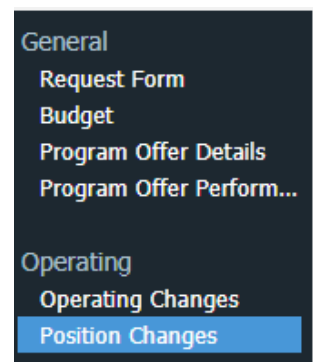 General
Request Form
Budget
Program Offer Details
Program Offer Perform...
Operating
Operating Changes
Position Changes